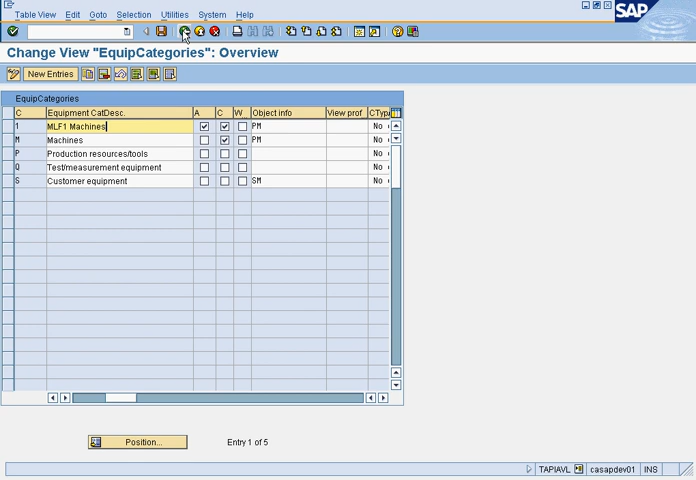 Table View Edit Goto Selection Utilities System Help
SAP
Change View "EquipCategories": Overview
New Entries
EquipCategories
C Equipment CatDesc. A C W Object info View prof CTyp
1 MLF1 Machines PM No
M Machines PM No
P Production resources/tools No
Q Test/measurement equipment No
S Customer equipment SM No
Position... Entry 1 of 5
TAPIAVL casapdev01 INS